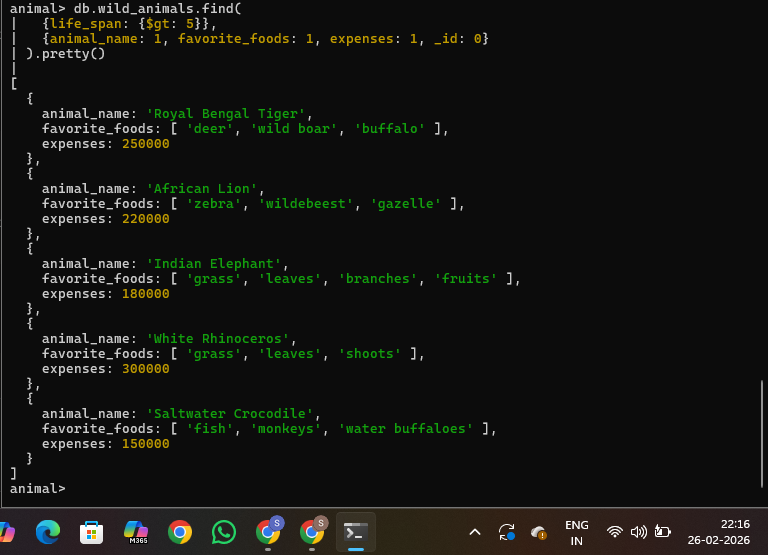 animal> db.wild_animals.find(
|   {life_span: {$gt: 5}},
|   {animal_name: 1, favorite_foods: 1, expenses: 1, _id: 0}
| ).pretty()
|
[
  {
    animal_name: 'Royal Bengal Tiger',
    favorite_foods: [ 'deer', 'wild boar', 'buffalo' ],
    expenses: 250000
  },
  {
    animal_name: 'African Lion',
    favorite_foods: [ 'zebra', 'wildebeest', 'gazelle' ],
    expenses: 220000
  },
  {
    animal_name: 'Indian Elephant',
    favorite_foods: [ 'grass', 'leaves', 'branches', 'fruits' ],
    expenses: 180000
  },
  {
    animal_name: 'White Rhinoceros',
    favorite_foods: [ 'grass', 'leaves', 'shoots' ],
    expenses: 300000
  },
  {
    animal_name: 'Saltwater Crocodile',
    favorite_foods: [ 'fish', 'monkeys', 'water buffaloes' ],
    expenses: 150000
  }
]
animal>
M365
S
S
ENG
IN
22:16
26-02-2026